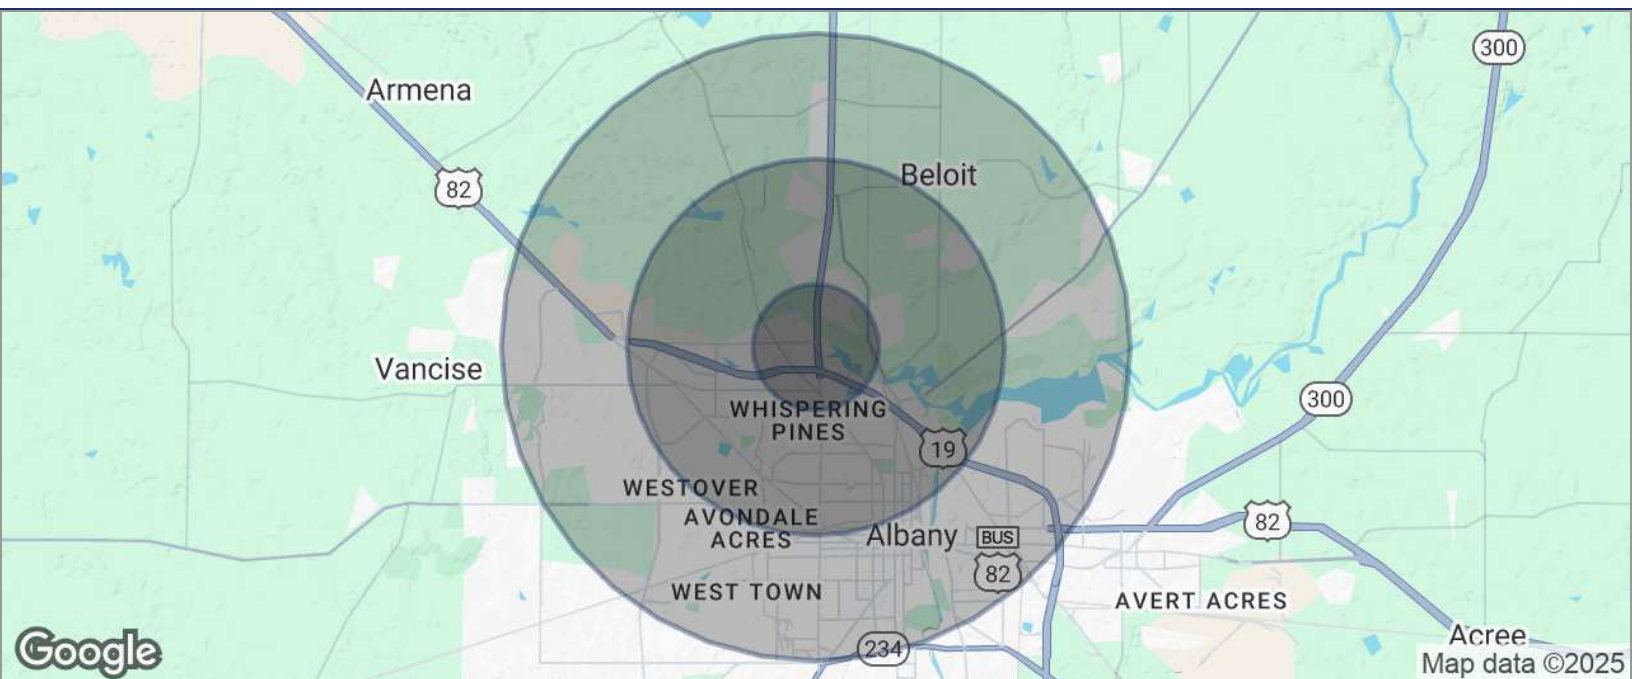 300
Armena
Beloit
82
Vancise
300
WHISPERING
PINES
19
WESTOVER
AVONDALE
ACRES
Albany
BUS
82
82
WEST TOWN
AVERT ACRES
Acree
234
Google
Map data ©2025